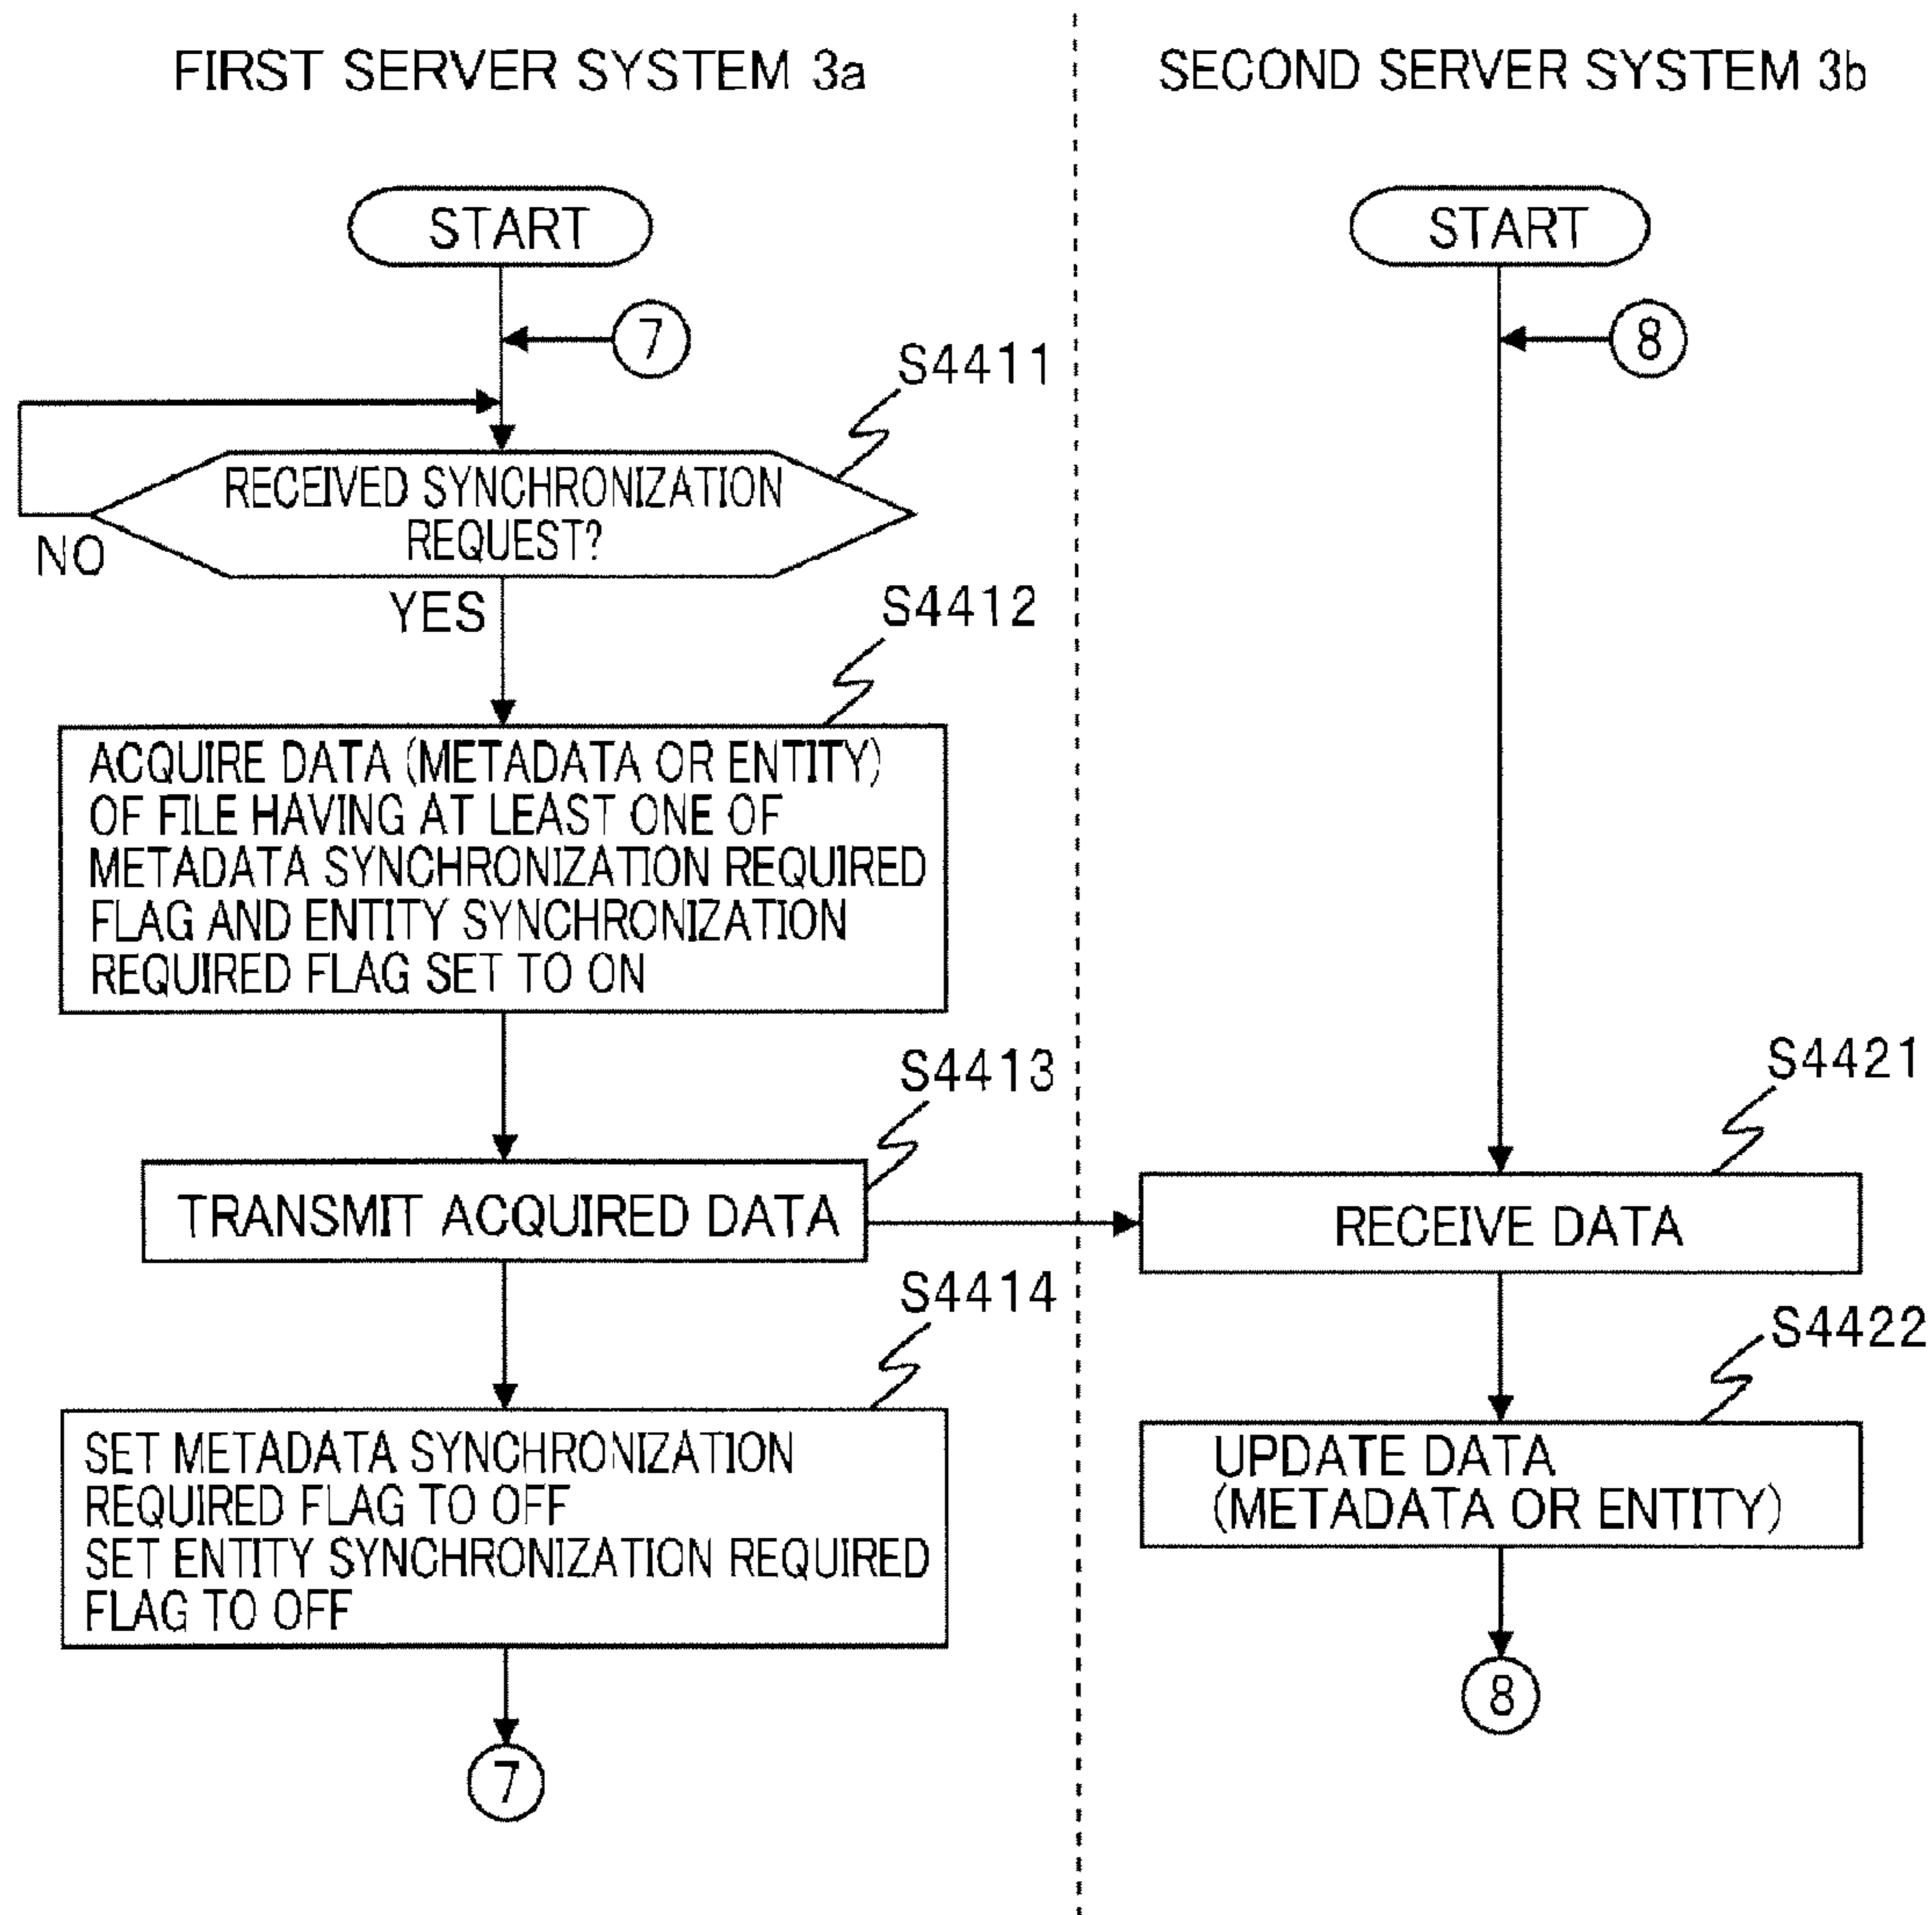 FIRST SERVER SYSTEM 3a
START
7
S4411
RECEIVED SYNCHRONIZATION
REQUEST?
NO
YES
S4412
ACQUIRE DATA (METADATA OR ENTITY)
OF FILE HAVING AT LEAST ONE OF
METADATA SYNCHRONIZATION REQUIRED
FLAG AND ENTITY SYNCHRONIZATION
REQUIRED FLAG SET TO ON
S4413
TRANSMIT ACQUIRED DATA
S4414
SET METADATA SYNCHRONIZATION
REQUIRED FLAG TO OFF
SET ENTITY SYNCHRONIZATION REQUIRED
FLAG TO OFF
7
SECOND SERVER SYSTEM 3b
START
8
S4421
RECEIVE DATA
S4422
UPDATE DATA
(METADATA OR ENTITY)
8